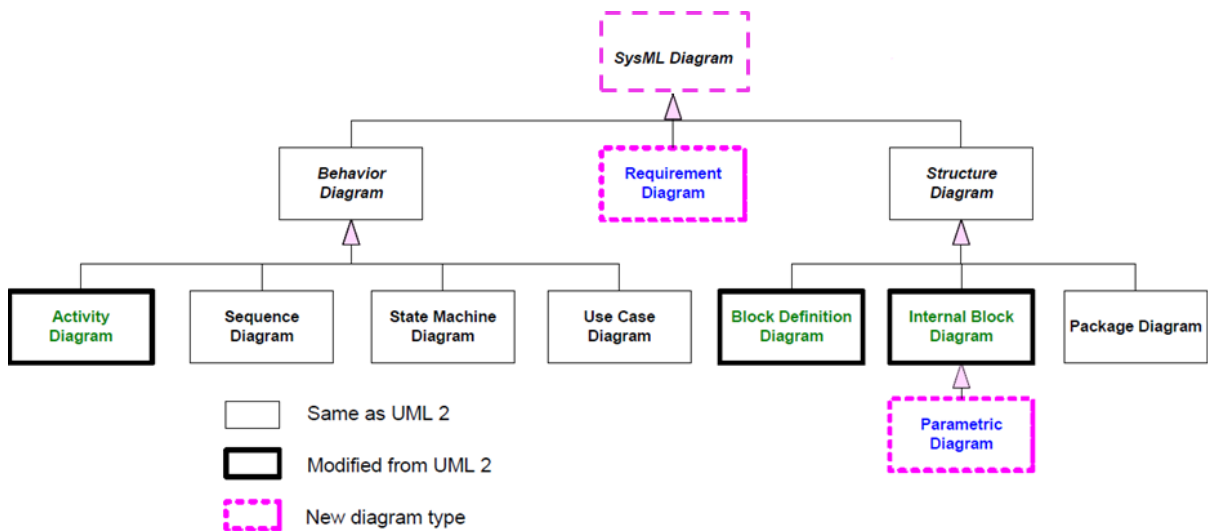 SysML Diagram
Behavior
Diagram
Requirement
Diagram
Structure
Diagram
Activity
Diagram
Sequence
Diagram
State Machine
Diagram
Use Case
Diagram
Block Definition
Diagram
Internal Block
Diagram
Package Diagram
Same as UML 2
Parametric
Diagram
Modified from UML 2
New diagram type